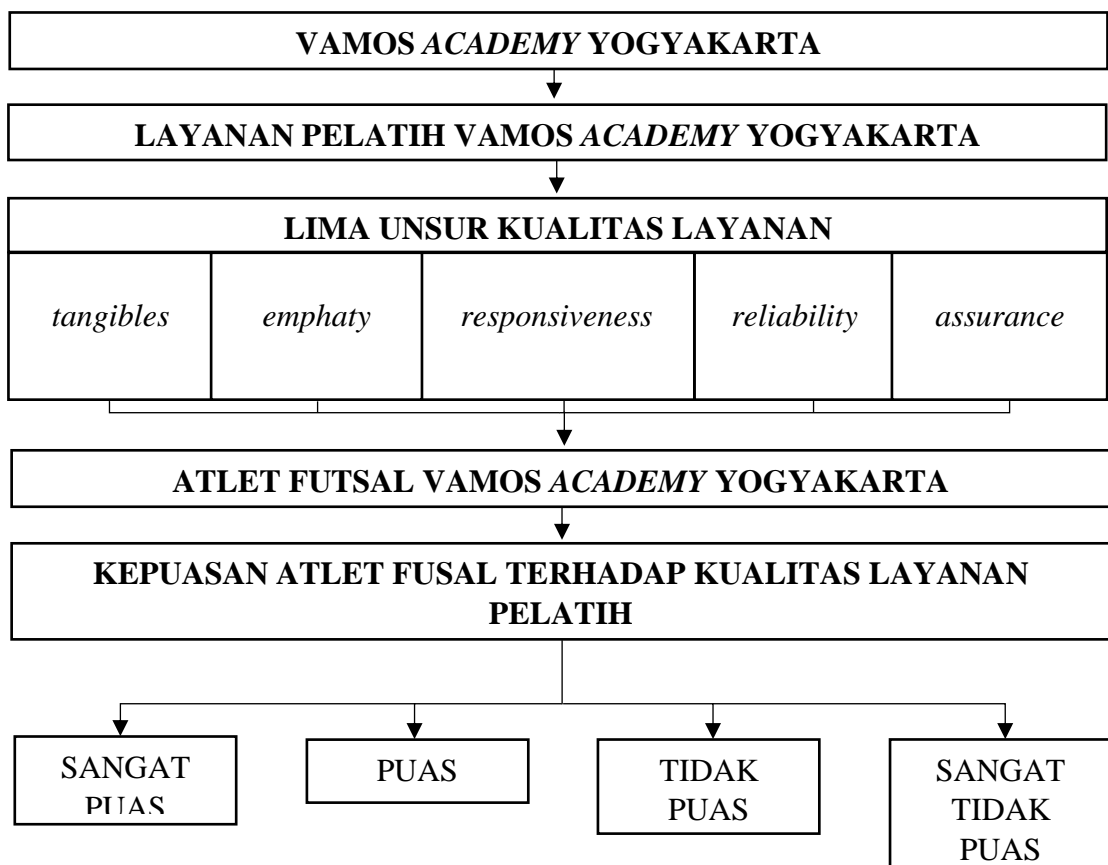 VAMOS ACADEMY YOGYAKARTA
LAYANAN PELATIH VAMOS ACADEMY YOGYAKARTA
LIMA UNSUR KUALITAS LAYANAN
tangibles emphaty responsiveness reliability assurance
ATLET FUTSAL VAMOS ACADEMY YOGYAKARTA
KEPUASAN ATLET FUSAL TERHADAP KUALITAS LAYANAN
PELATIH
SANGAT
PUAS
PUAS
TIDAK
PUAS
SANGAT
TIDAK
PUAS